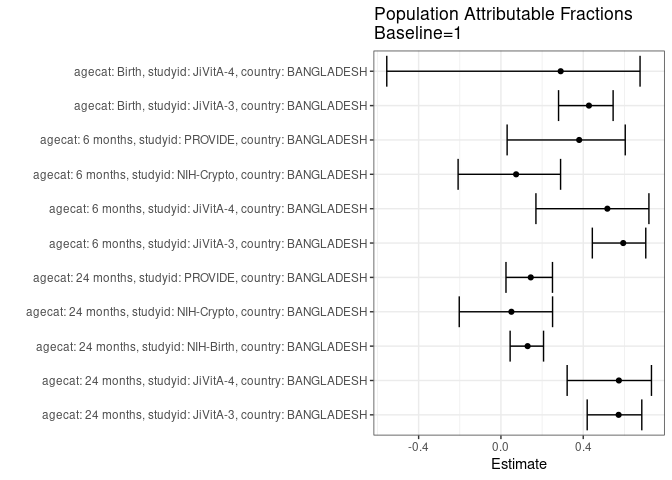 Population Attributable Fractions
Baseline=1
agecat: Birth, studyid: JiVitA-4, country: BANGLADESH
agecat: Birth, studyid: JiVitA-3, country: BANGLADESH
agecat: 6 months, studyid: PROVIDE, country: BANGLADESH
agecat: 6 months, studyid: NIH-Crypto, country: BANGLADESH
agecat: 6 months, studyid: JiVitA-4, country: BANGLADESH
agecat: 6 months, studyid: JiVitA-3, country: BANGLADESH
agecat: 24 months, studyid: PROVIDE, country: BANGLADESH
agecat: 24 months, studyid: NIH-Crypto, country: BANGLADESH
agecat: 24 months, studyid: NIH-Birth, country: BANGLADESH
agecat: 24 months, studyid: JiVitA-4, country: BANGLADESH
agecat: 24 months, studyid: JiVitA-3, country: BANGLADESH
-0.4 0.0 0.4
Estimate